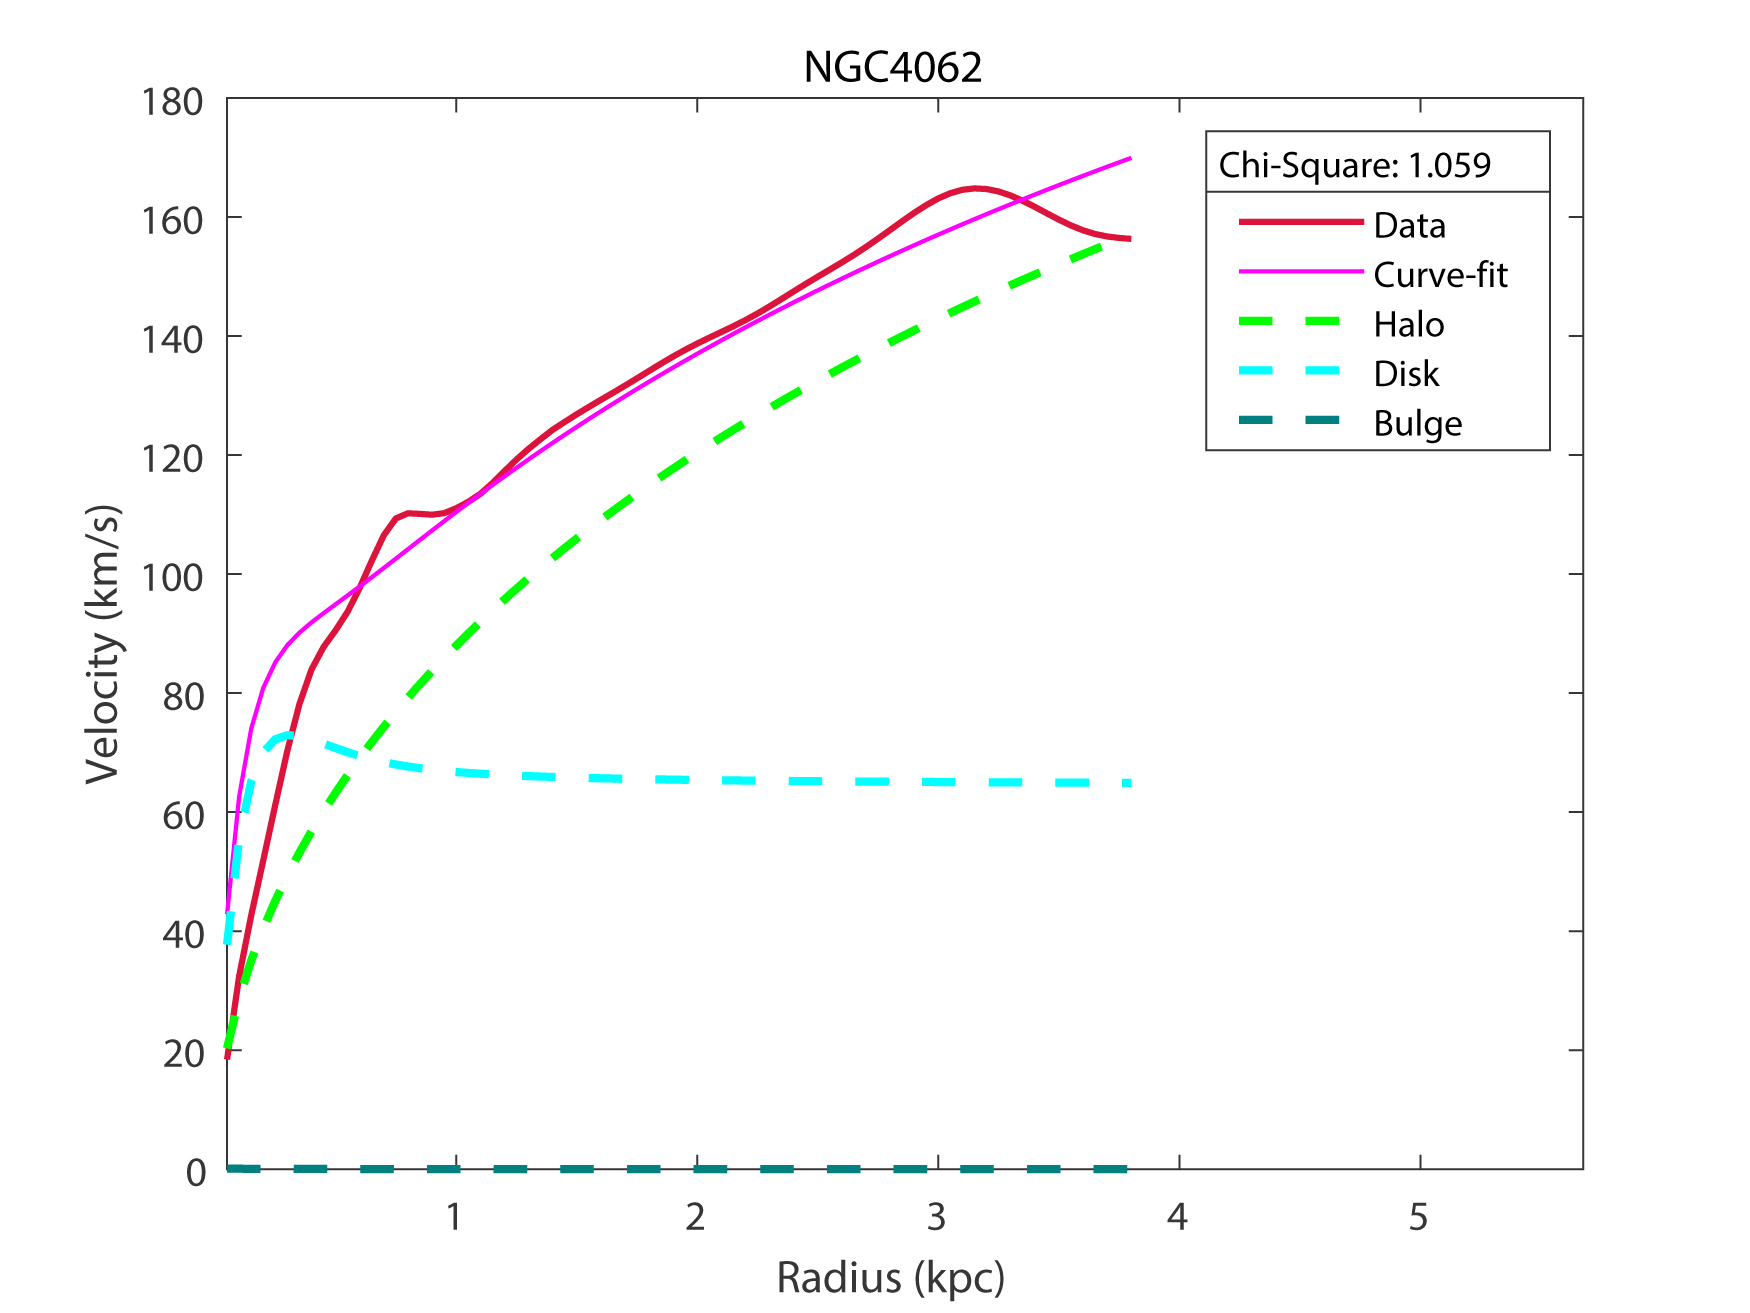 NGC4062
180
160
140
120
100
80
60
40
20
0
Velocity (km/s)
Chi-Square: 1.059
Data
Curve-fit
Halo
Disk
Bulge
1 2 3 4 5
Radius (kpc)